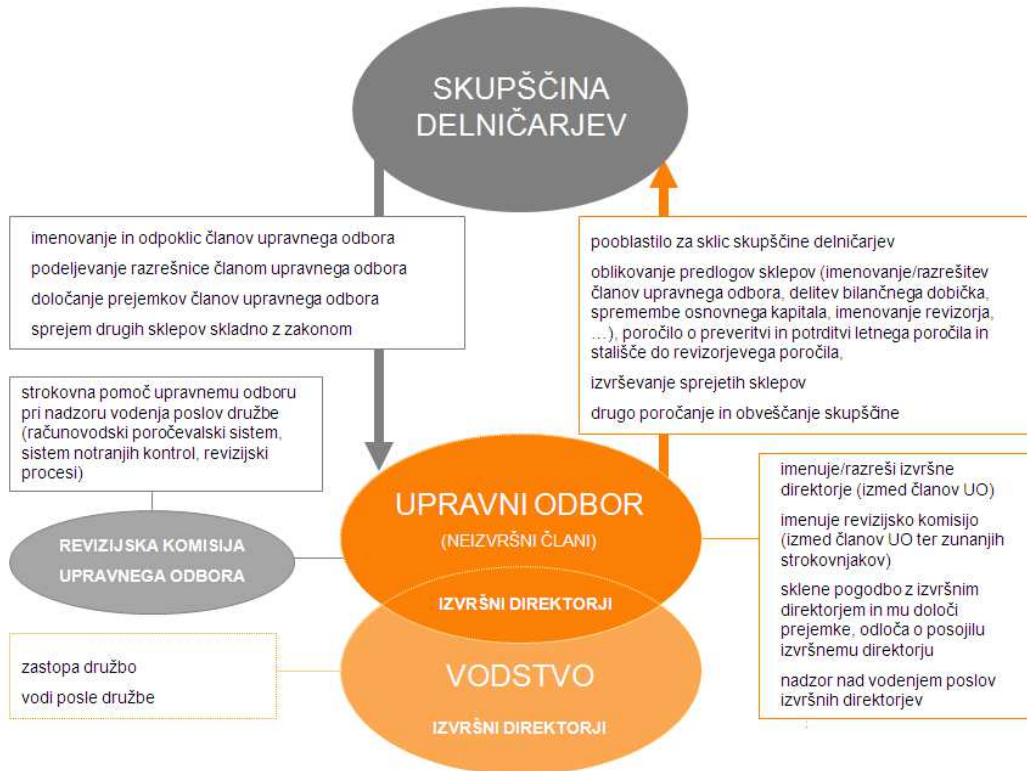 SKUPŠČINA
DELNIČARJEV
imenovanje in odpoklic članov upravnega odbora
podeljevanje razrešnice članom upravnega odbora
določanje prejemkov članov upravnega odbora
sprejem drugih sklepov skladno z zakonom
pooblastilo za sklic skupščine delničarjev
oblikovanje predlogov sklepov (imenovanje/razrešitev
članov upravnega odbora, delitev bilančnega dobička,
spremembe osnovnega kapitala, imenovanje revizorja,
…), poročilo o preveritvi in potrditvi letnega poročila in
stališče do revizorjevega poročila,
izvrševanje sprejetih sklepov
drugo poročanje in obveščanje skupščine
strokovna pomoč upravnemu odboru
pri nadzoru vodenja poslov družbe
(računovodski poročevalski sistem,
sistem notranjih kontrol, revizijski
procesi)
REVIZIJSKA KOMISIJA
UPRAVNEGA ODBORA
UPRAVNI ODBOR
(NEIZVRŠNI ČLANI)
IZVRŠNI DIREKTORJI
imenuje/razreši izvršne
direktorje (izmed članov UO)
imenuje revizijsko komisijo
(izmed članov UO ter zunanjih
strokovnjakov)
sklene pogodbo z izvršnim
direktorjem in mu določi
prejemke, odloča o posojilu
izvršnemu direktorju
nadzor nad vodenjem poslov
izvršnih direktorjev
zastopa družbo
vodi posle družbe
VODSTVO
IZVRŠNI DIREKTORJI